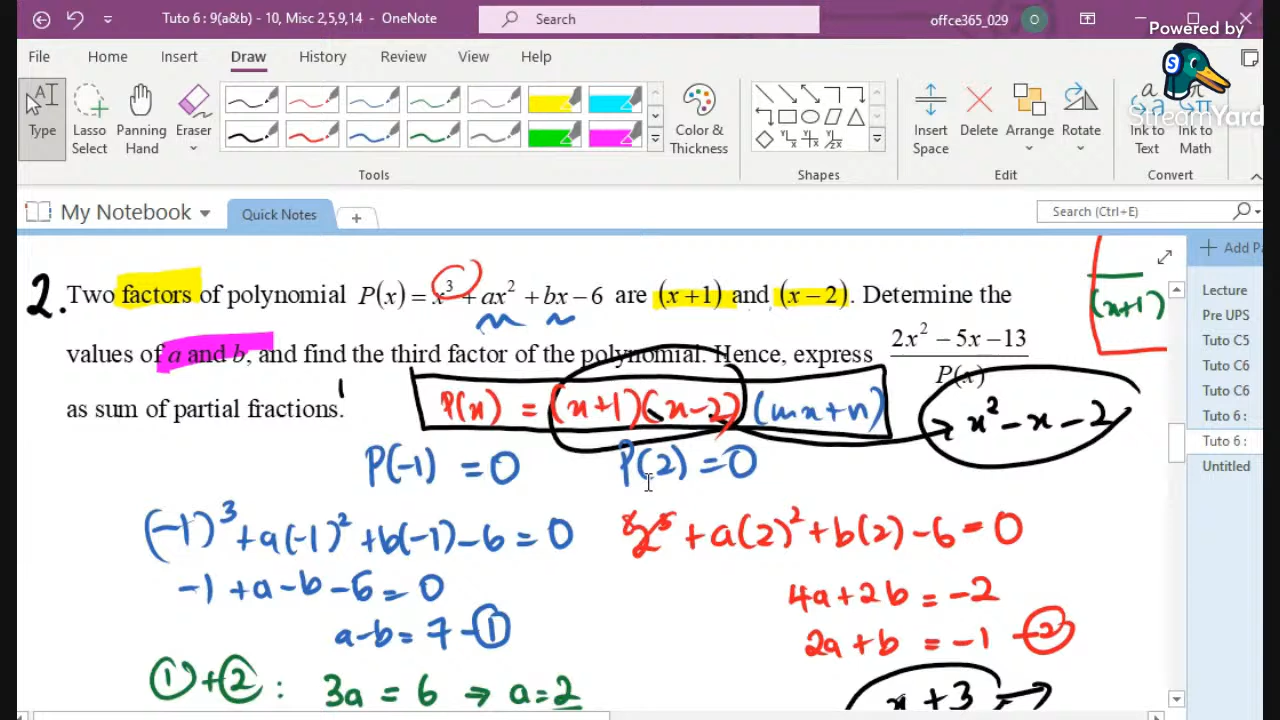 Tuto 6 : 9(a&b) - 10, Misc 2,5,9,14 - OneNote
Search
offce365_029
O
Powered by
StreamYard
File Home Insert Draw History Review View Help
Type
Lasso Select
Panning Hand
Eraser
Color & Thickness
Insert Space
Delete
Arrange
Rotate
Ink to Text
Ink to Math
Tools
Shapes
Edit
Convert
My Notebook
Quick Notes
Search (Ctrl+E)
Add Pa
Lecture
Pre UPS
Tuto C5
Tuto C6
Tuto C6
Tuto C6
Tuto 6 :
Tuto 6 :
Untitled
(x+1)
2. Two factors of polynomial P(x) = x³ + ax² + bx − 6 are (x+1) and (x−2). Determine the
values of a and b, and find the third factor of the polynomial. Hence, express (2x² − 5x − 13)/P(x)
as sum of partial fractions.
P(x) = (x+1)(x-2)(mx+n)
x² - x - 2
P(-1) = 0 P(2) = 0
(-1)³ + a(-1)² + b(-1) - 6 = 0
+ a(2)² + b(2) - 6 = 0
-1 + a - b - 6 = 0
4a + 2b = -2
a - b = 7 - ①
2a + b = -1 - ②
① + ② : 3a = 6 → a = 2
x + 3 →